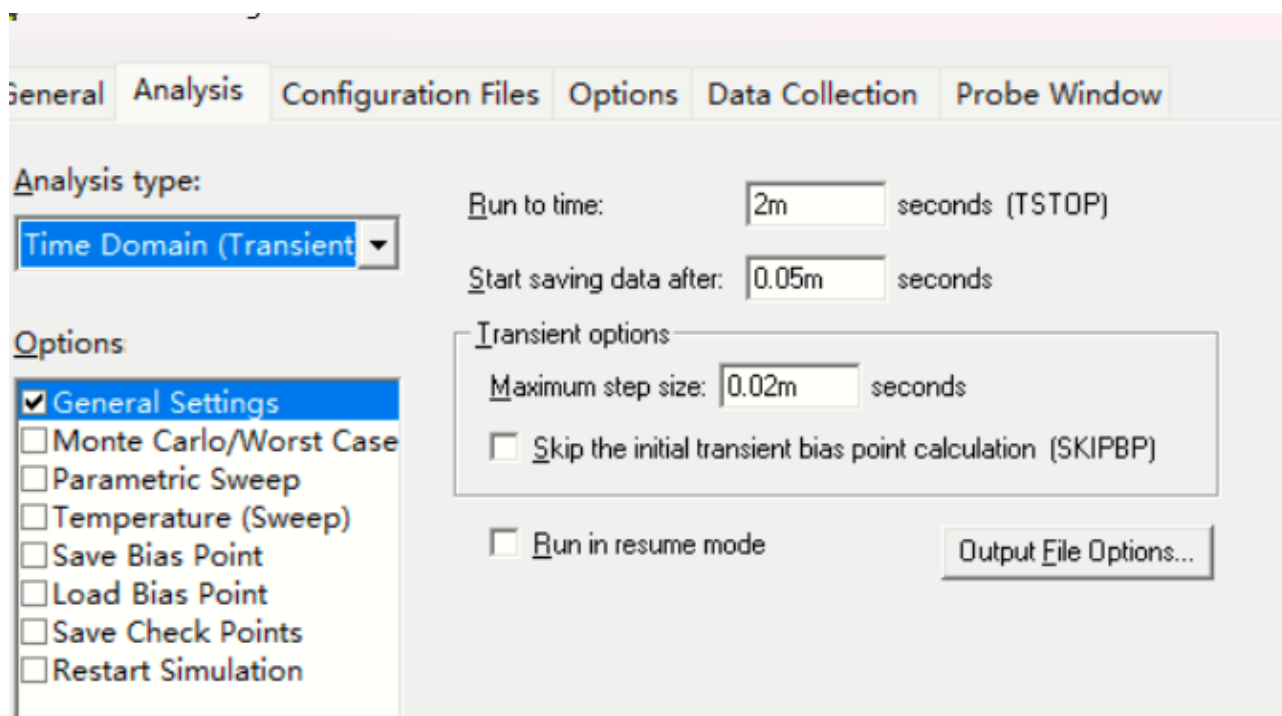 General Analysis Configuration Files Options Data Collection Probe Window
Analysis type:
Time Domain (Transient
Run to time: 2m seconds (TSTOP)
Start saving data after: 0.05m seconds
Options
Transient options
General Settings
Maximum step size: 0.02m seconds
Monte Carlo/Worst Case
Skip the initial transient bias point calculation (SKIPBP)
Parametric Sweep
Temperature (Sweep)
Save Bias Point
Run in resume mode
Output File Options...
Load Bias Point
Save Check Points
Restart Simulation